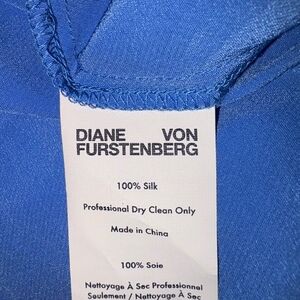 DIANE VON
FURSTENBERG
100% Silk
Professional Dry Clean Only
Made in China
100% Soie
Nettoyage À Sec Professionnel
Seulement / Nettoyage À Sec